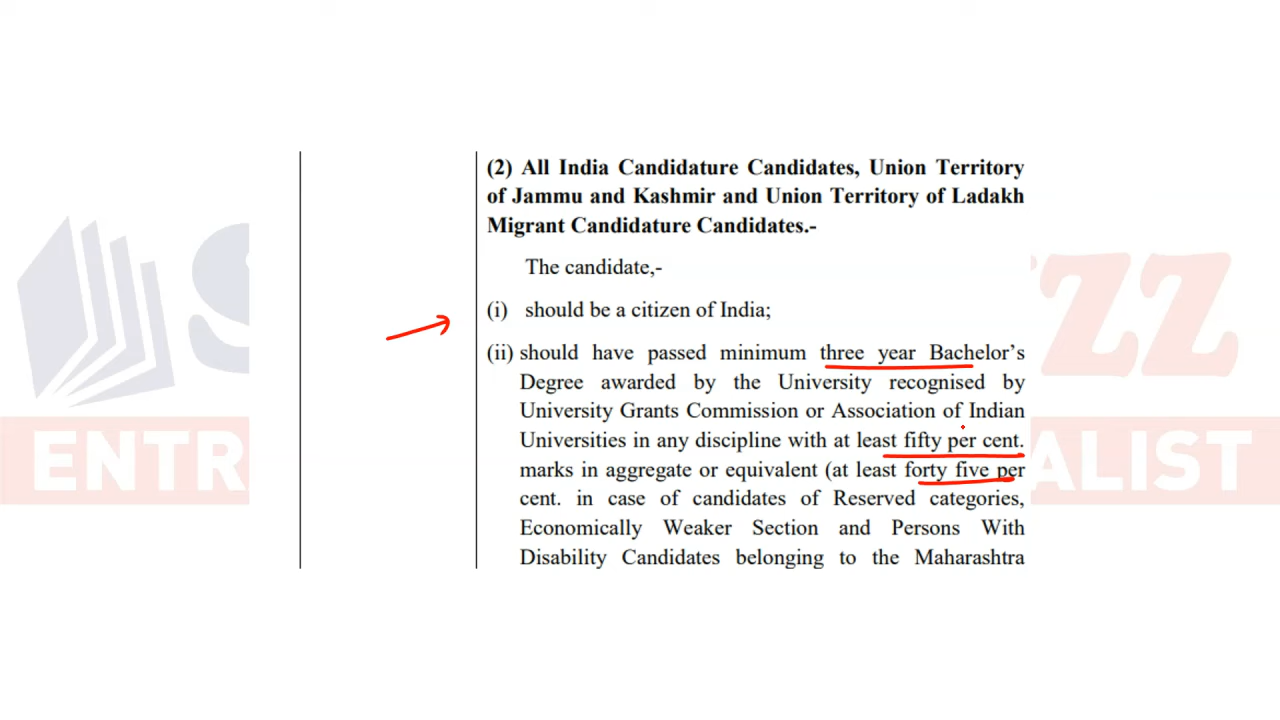 (2) All India Candidature Candidates, Union Territory
of Jammu and Kashmir and Union Territory of Ladakh
Migrant Candidature Candidates.-
The candidate,-
(i) should be a citizen of India;
(ii) should have passed minimum three year Bachelor's
Degree awarded by the University recognised by
University Grants Commission or Association of Indian
Universities in any discipline with at least fifty per cent.
marks in aggregate or equivalent (at least forty five per
cent. in case of candidates of Reserved categories,
Economically Weaker Section and Persons With
Disability Candidates belonging to the Maharashtra
S
ZZ
ENTR
ALIST